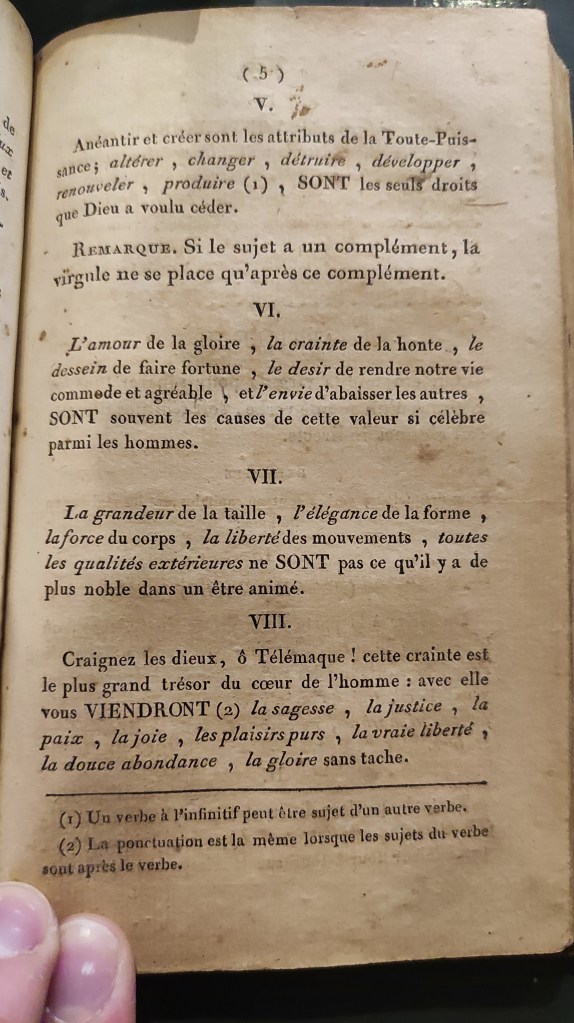 de
ux
et
s.
( 5 )
V.
Anéantir et créer sont les attributs de la Toute-Puis-
sance ; altérer , changer , détruire , développer ,
renouveler , produire (1) , SONT les seuls droits
que Dieu a voulu céder.
REMARQUE. Si le sujet a un complément, la
virgule ne se place qu'après ce complément.
VI.
L'amour de la gloire , la crainte de la honte , le
dessein de faire fortune , le desir de rendre notre vie
commode et agréable , et l'envie d'abaisser les autres ,
SONT souvent les causes de cette valeur si célèbre
parmi les hommes.
VII.
La grandeur de la taille , l'élégance de la forme ,
la force du corps , la liberté des mouvements , toutes
les qualités extérieures ne SONT pas ce qu'il y a de
plus noble dans un être animé.
VIII.
Craignez les dieux, ô Télémaque ! cette crainte est
le plus grand trésor du cœur de l'homme : avec elle
vous VIENDRONT (2) la sagesse , la justice , la
paix , la joie , les plaisirs purs , la vraie liberté ,
la douce abondance , la gloire sans tache.
(1) Un verbe à l'infinitif peut être sujet d'un autre verbe.
(2) La ponctuation est la même lorsque les sujets du verbe
sont après le verbe.